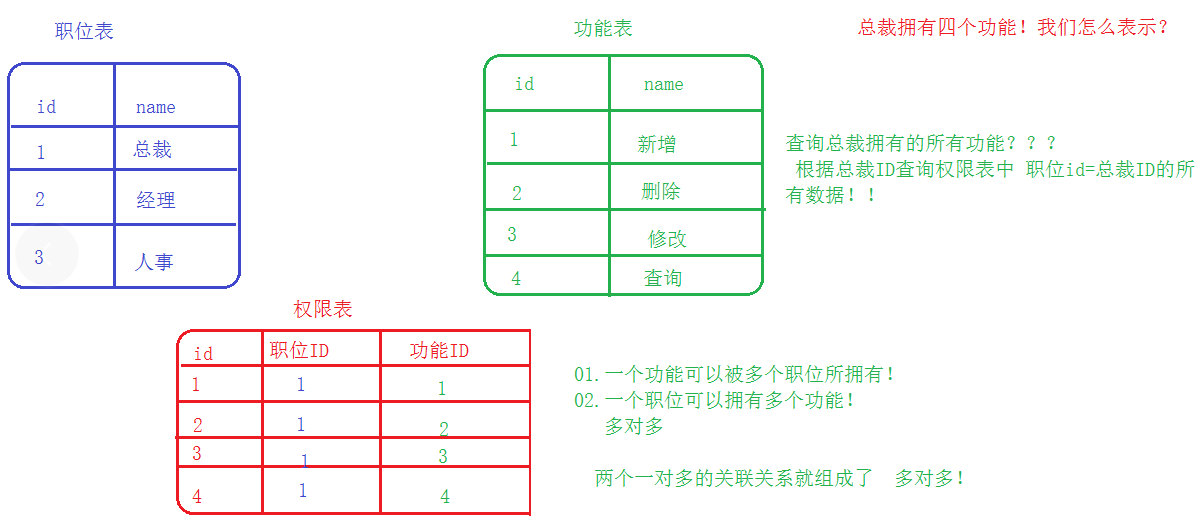 职位表
id name
1 总裁
2 经理
3 人事
功能表
id name
1 新增
2 删除
3 修改
4 查询
总裁拥有四个功能！我们怎么表示？
查询总裁拥有的所有功能？？？
根据总裁ID查询权限表中 职位id=总裁ID的所
有数据！！
权限表
id 职位ID 功能ID
1 1 1
2 1 2
3 1 3
4 1 4
01.一个功能可以被多个职位所拥有！
02.一个职位可以拥有多个功能！
多对多
两个一对多的关联关系就组成了 多对多！